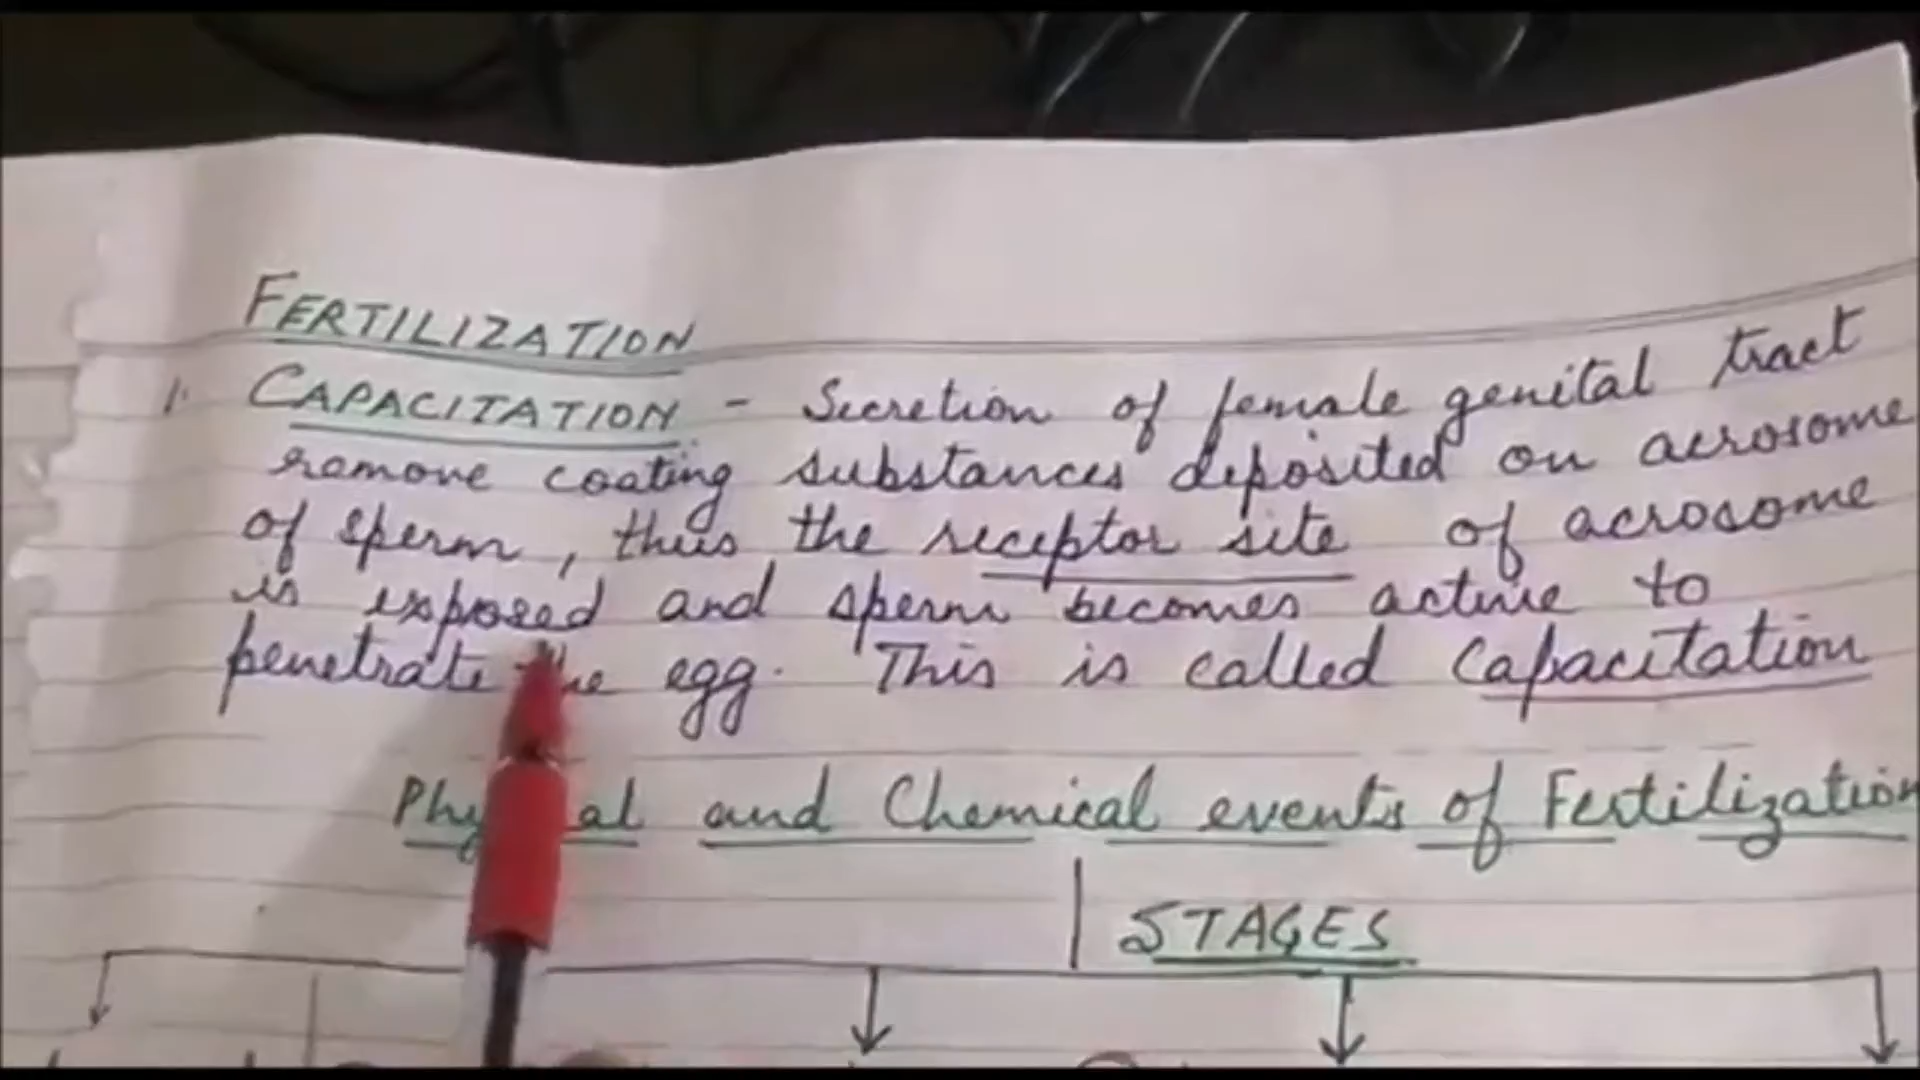 FERTILIZATION
1. CAPACITATION - Secretion of female genital tract
remove coating substances deposited on acrosome
of sperm, thus the receptor site of acrosome
is exposed and sperm becomes active to
penetrate the egg. This is called Capacitation
Physical and Chemical events of Fertilization
STAGES